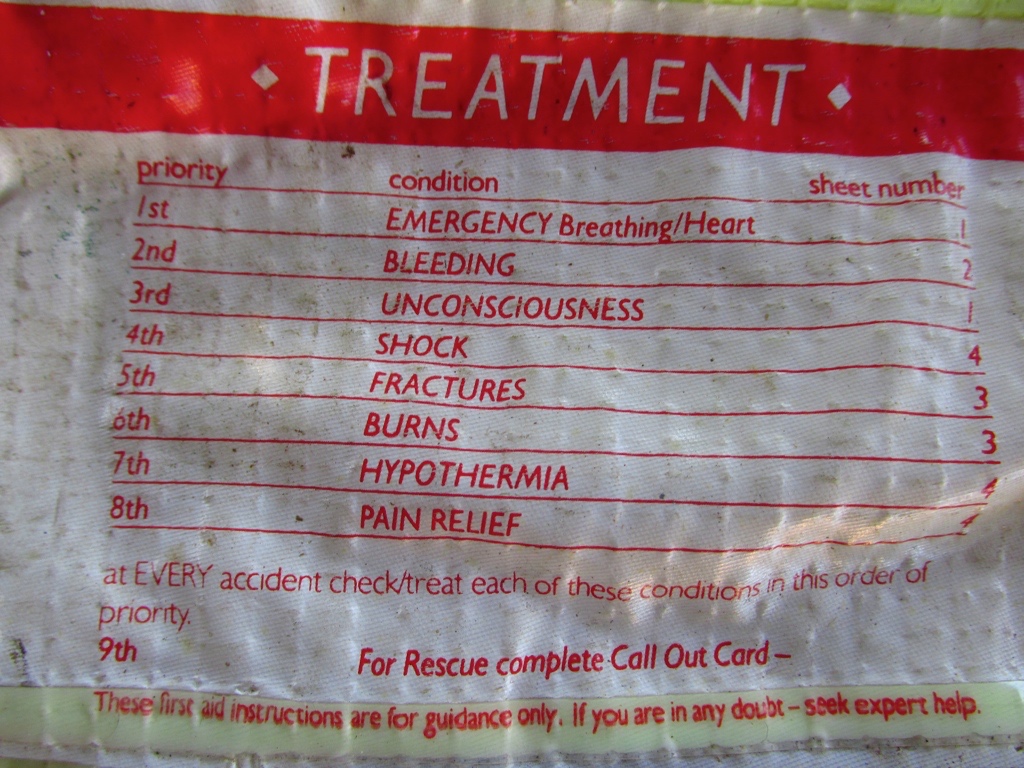 TREATMENT
priority condition sheet number
1st EMERGENCY Breathing/Heart 1
2nd BLEEDING 2
3rd UNCONSCIOUSNESS 1
4th SHOCK 4
5th FRACTURES 3
6th BURNS 3
7th HYPOTHERMIA 4
8th PAIN RELIEF 4
at EVERY accident check/treat each of these conditions in this order of
priority.
9th For Rescue complete Call Out Card –
These first aid instructions are for guidance only. If you are in any doubt – seek expert help.